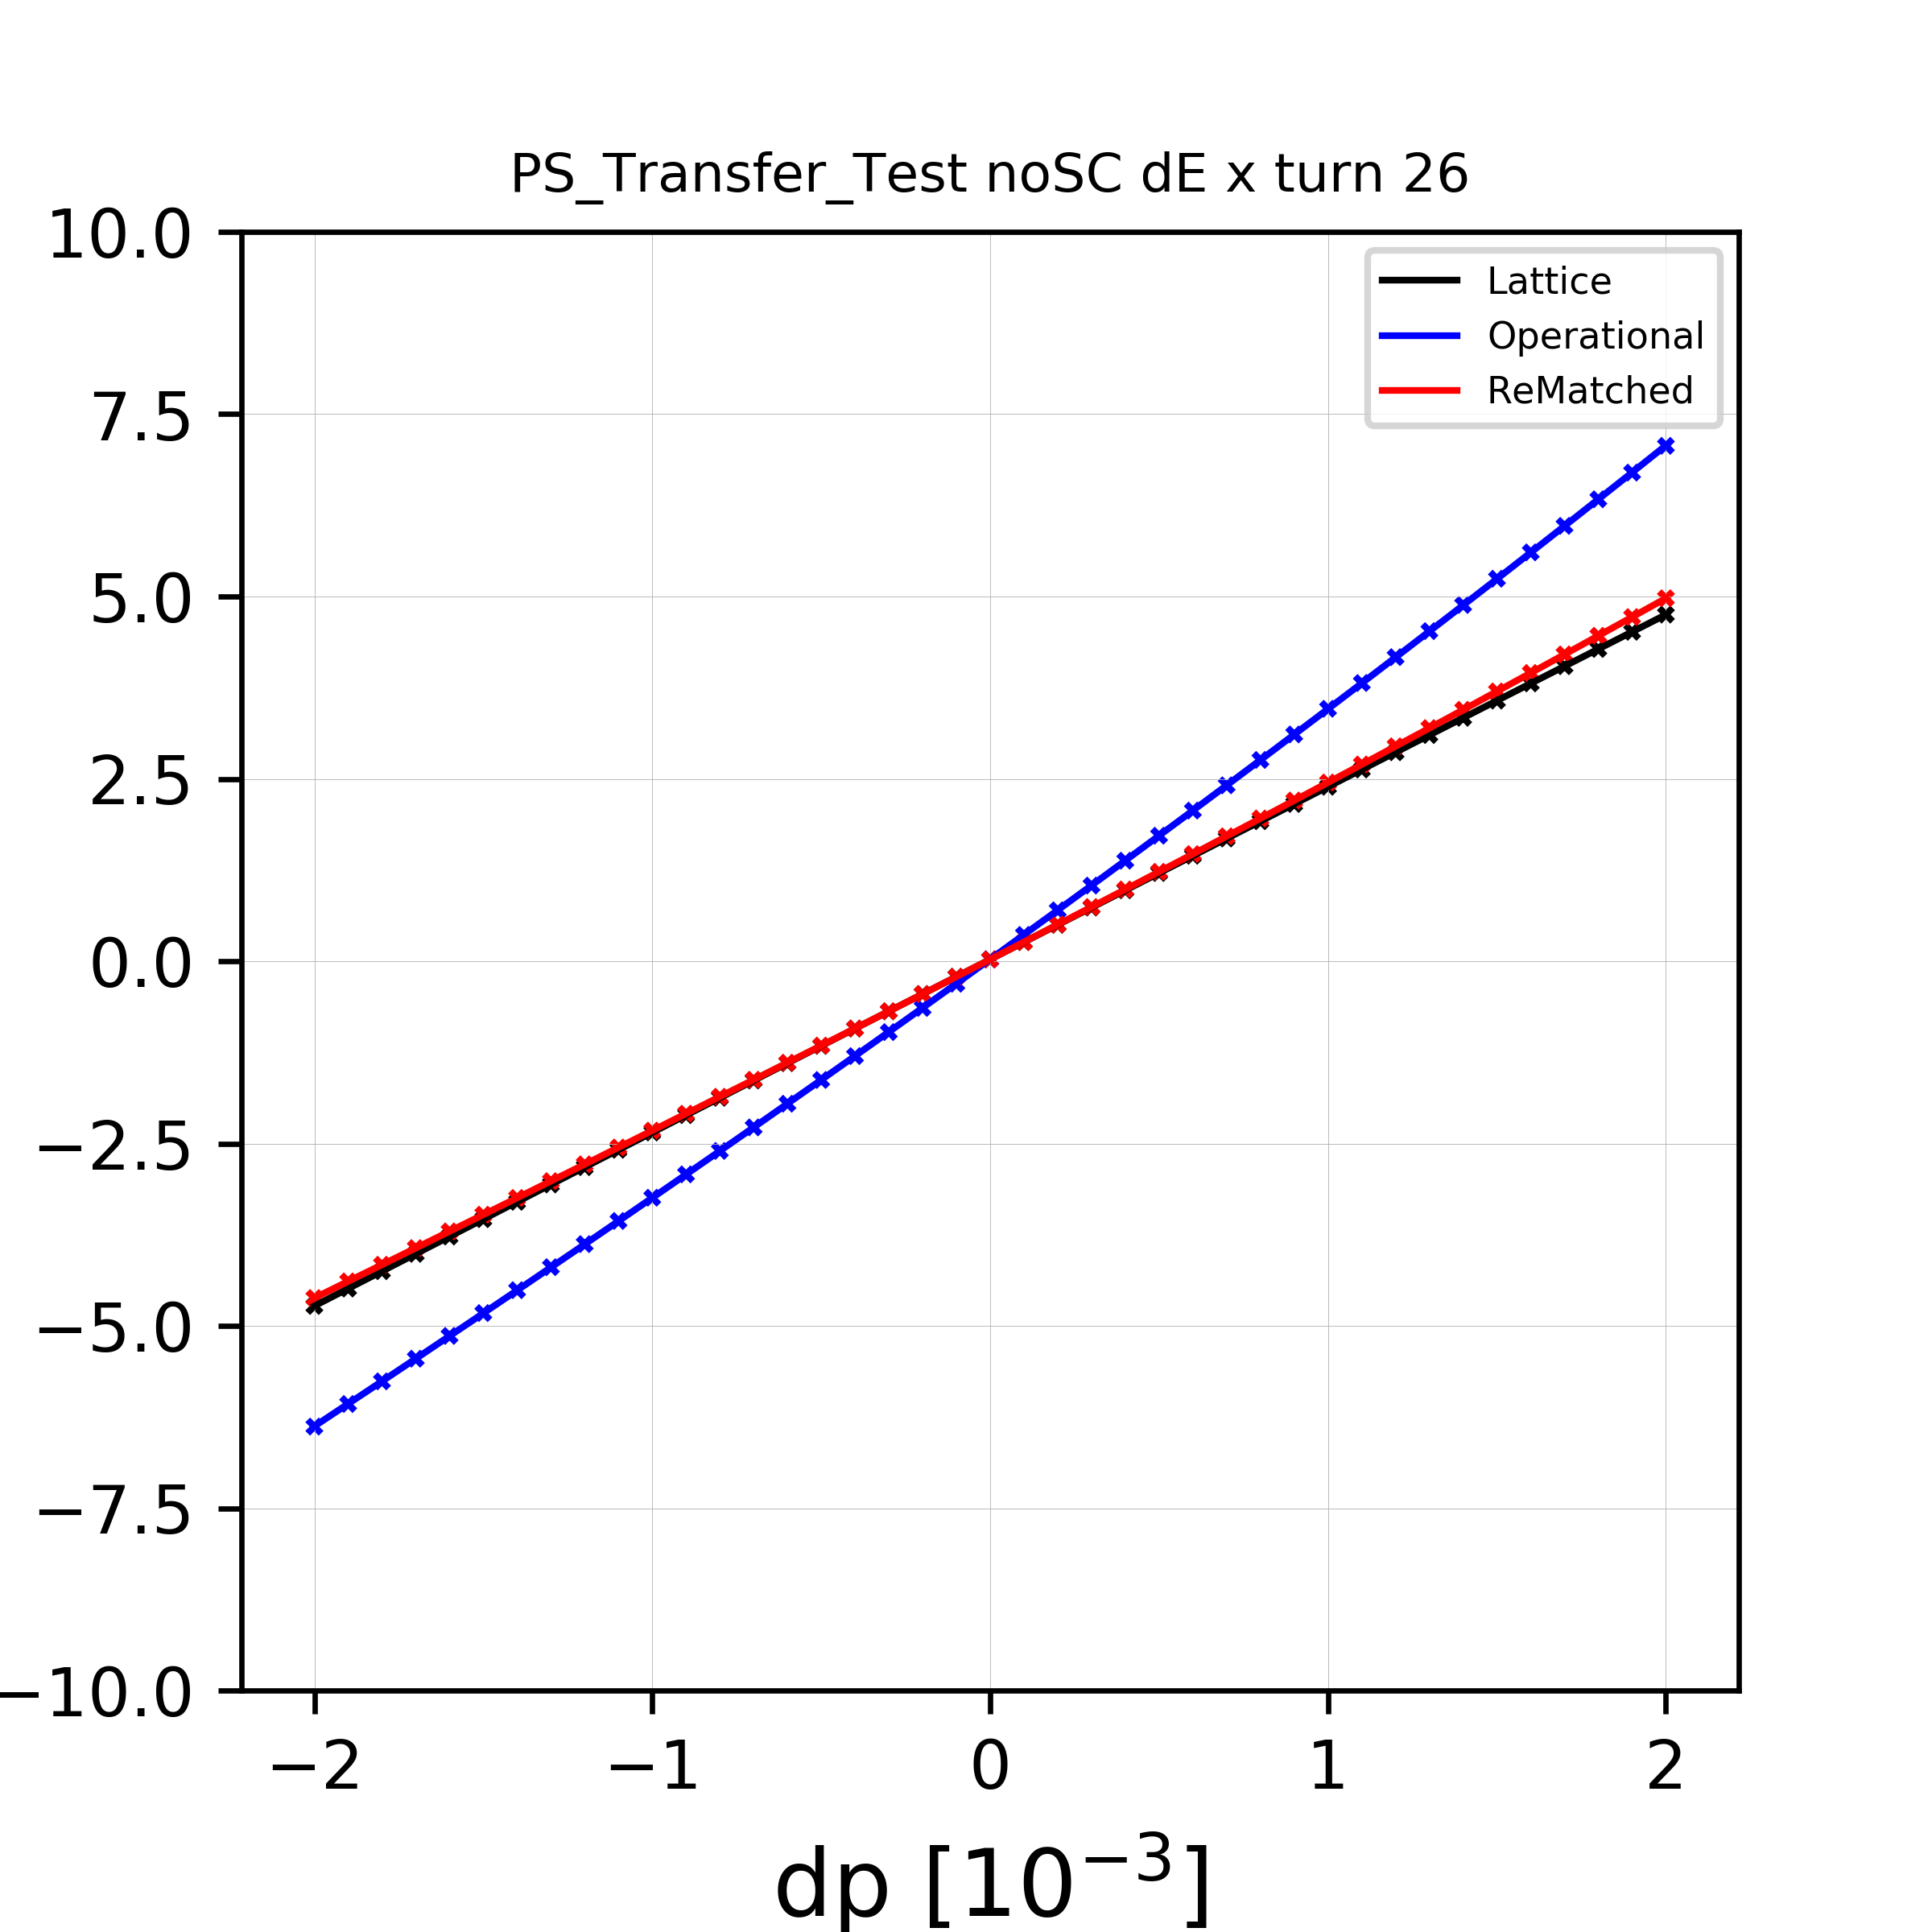 PS_Transfer_Test noSC dE x turn 26
10.0
7.5
5.0
2.5
0.0
−2.5
−5.0
−7.5
−10.0
Lattice
Operational
ReMatched
−2 −1 0 1 2
dp [10⁻³]